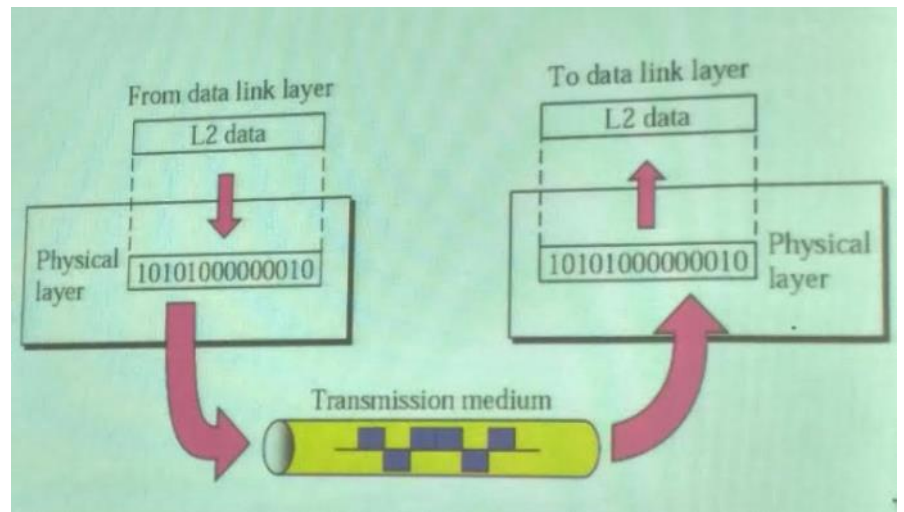 From data link layer
L2 data
Physical
layer
10101000000010
To data link layer
L2 data
10101000000010
Physical
layer
Transmission medium